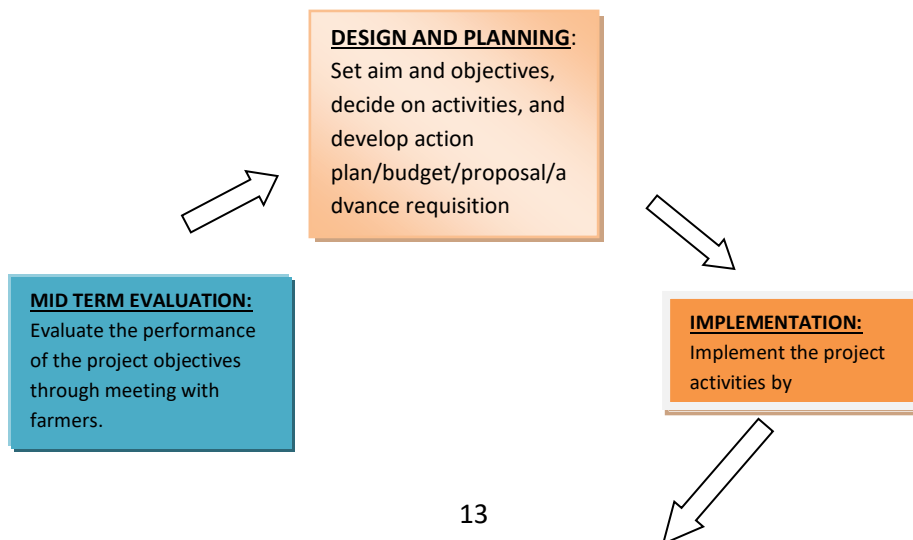 DESIGN AND PLANNING:
Set aim and objectives,
decide on activities, and
develop action
plan/budget/proposal/a
dvance requisition
MID TERM EVALUATION:
Evaluate the performance
of the project objectives
through meeting with
farmers.
IMPLEMENTATION:
Implement the project
activities by
13